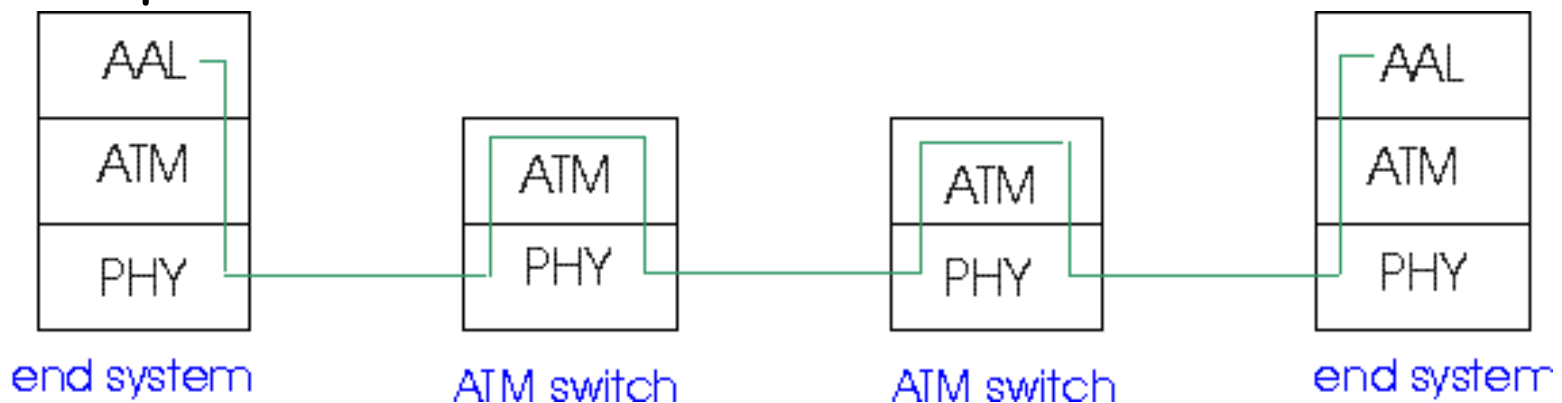 AAL
ATM
PHY
end system
ATM
PHY
ATM switch
ATM
PHY
ATM switch
AAL
ATM
PHY
end system